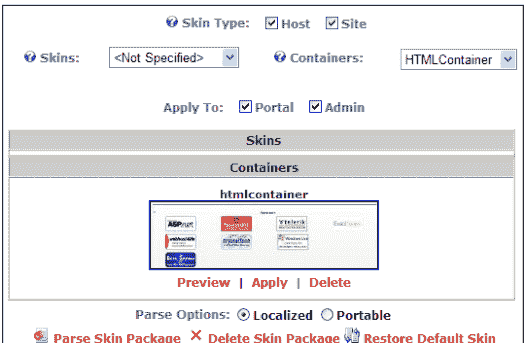 Skin Type: Host Site
Skins: <Not Specified> Containers: HTMLContainer
Apply To: Portal Admin
Skins
Containers
htmlcontainer
Preview | Apply | Delete
Parse Options: Localized Portable
Parse Skin Package Delete Skin Package Restore Default Skin